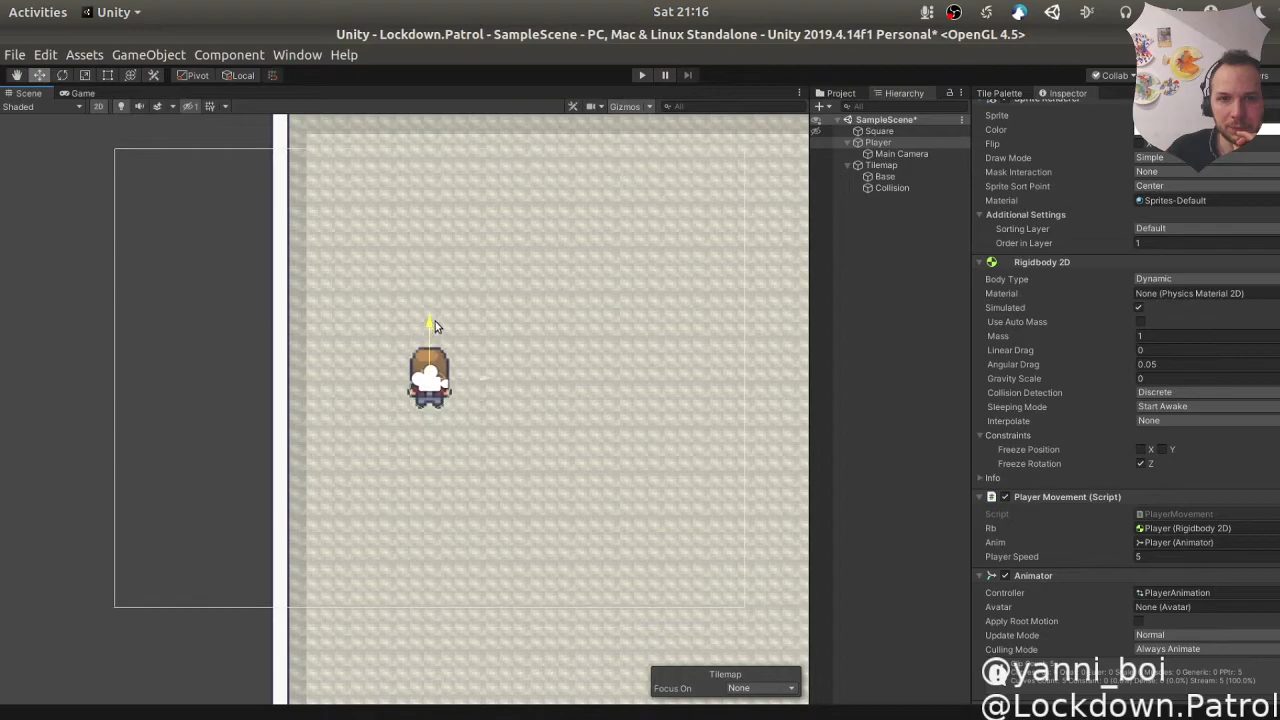 Activities Unity Sat 21:16
Unity - Lockdown.Patrol - SampleScene - PC, Mac & Linux Standalone - Unity 2019.4.14f1 Personal* <OpenGL 4.5>
File Edit Assets GameObject Component Window Help
Pivot Local Collab
Scene Game Hierarchy Project Tile Palette Inspector
Shaded 2D 1 Gizmos All All
SampleScene*
Square
Player
Main Camera
Tilemap
Base
Collision
Sprite Renderer
Sprite
Color
Flip
Draw Mode Simple
Mask Interaction None
Sprite Sort Point Center
Material Sprites-Default
Additional Settings
Sorting Layer Default
Order in Layer 1
Rigidbody 2D
Body Type Dynamic
Material None (Physics Material 2D)
Simulated
Use Auto Mass
Mass 1
Linear Drag 0
Angular Drag 0.05
Gravity Scale 0
Collision Detection Discrete
Sleeping Mode Start Awake
Interpolate None
Constraints
Freeze Position X Y
Freeze Rotation Z
Info
Player Movement (Script)
Script PlayerMovement
Rb Player (Rigidbody 2D)
Anim Player (Animator)
Player Speed 5
Animator
Controller PlayerAnimation
Avatar None (Avatar)
Apply Root Motion
Update Mode Normal
Culling Mode Always Animate
@yanni_boi
@Lockdown.Patrol
Tilemap
Focus On None